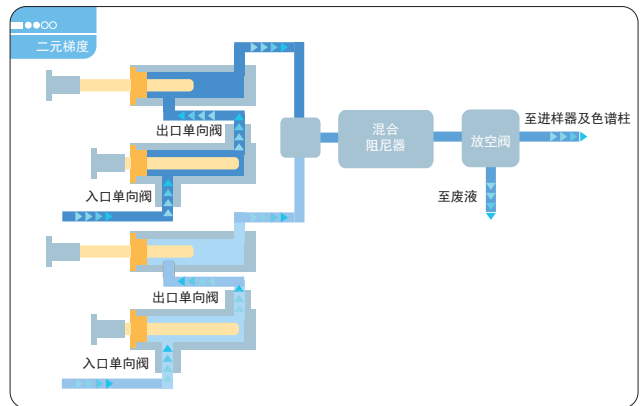 二元梯度
出口单向阀
入口单向阀
混合
阻尼器
放空阀
至进样器及色谱柱
至废液
出口单向阀
入口单向阀